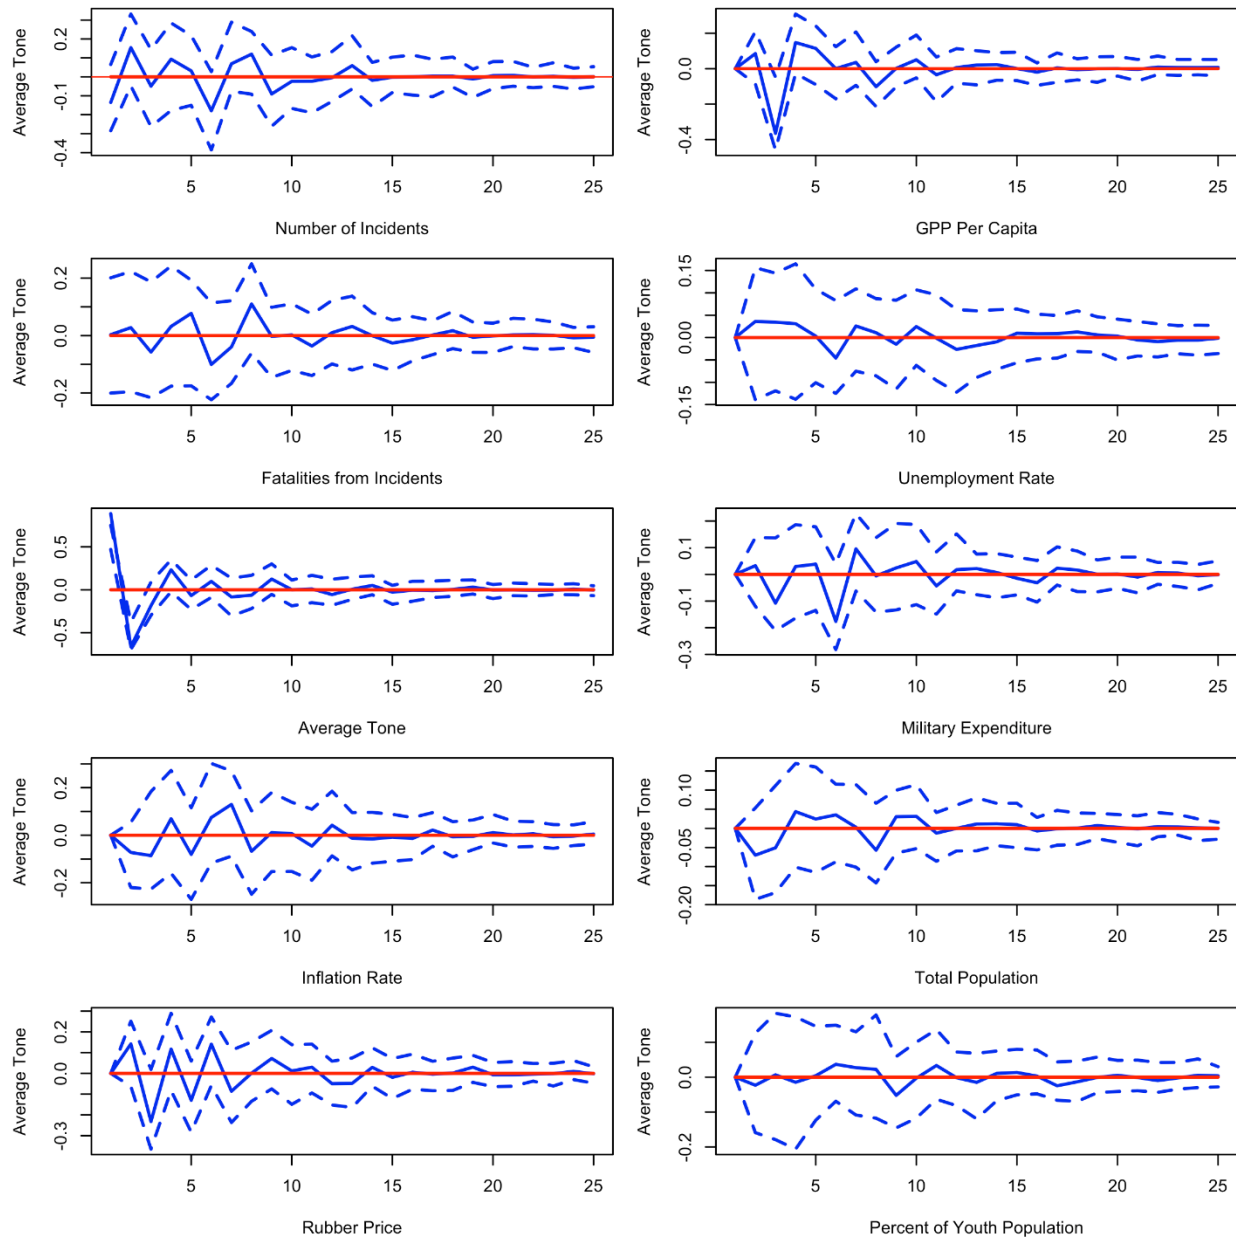 Average Tone
0.2
-0.1
-0.4
5 10 15 20 25
Number of Incidents
Average Tone
0.0
-0.4
5 10 15 20 25
GPP Per Capita
Average Tone
0.2
0.0
-0.2
5 10 15 20 25
Fatalities from Incidents
Average Tone
0.15
0.00
-0.15
5 10 15 20 25
Unemployment Rate
Average Tone
0.5
0.0
-0.5
5 10 15 20 25
Average Tone
Average Tone
0.1
-0.1
-0.3
5 10 15 20 25
Military Expenditure
Average Tone
0.2
0.0
-0.2
5 10 15 20 25
Inflation Rate
Average Tone
0.10
-0.05
-0.20
5 10 15 20 25
Total Population
Average Tone
0.2
0.0
-0.3
5 10 15 20 25
Rubber Price
Average Tone
0.0
-0.2
5 10 15 20 25
Percent of Youth Population